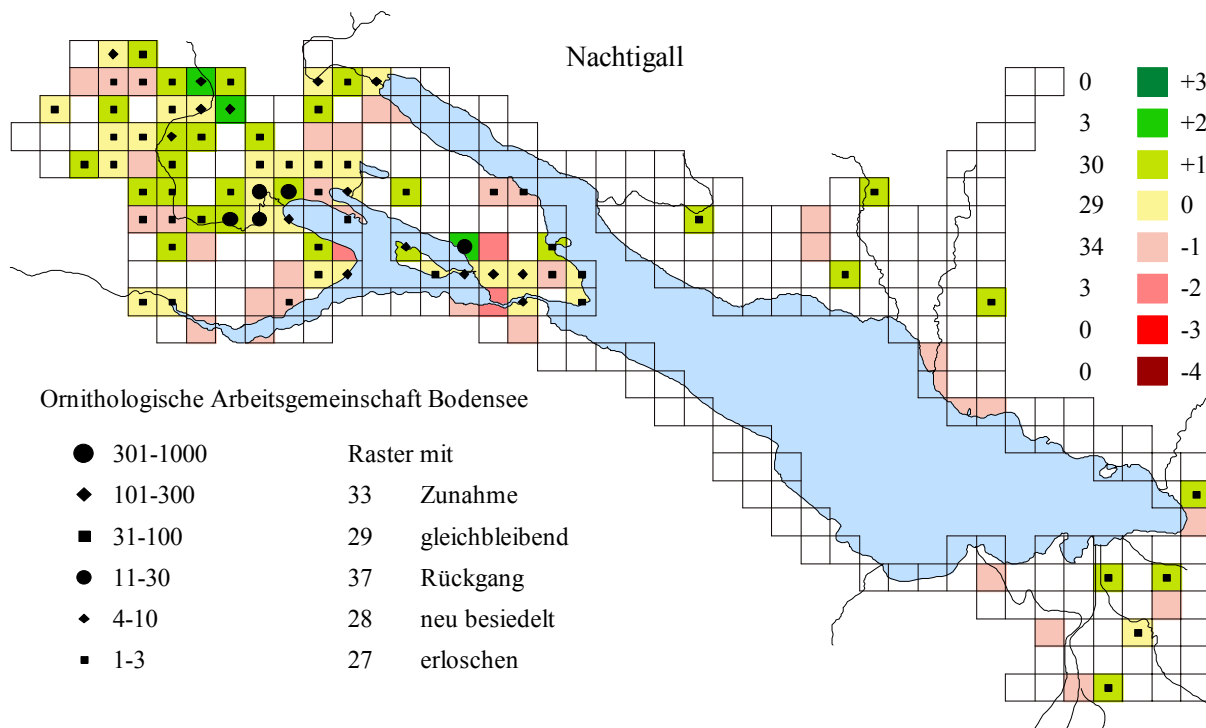 Nachtigall
0 +3
3 +2
30 +1
29 0
34 -1
3 -2
0 -3
0 -4
Ornithologische Arbeitsgemeinschaft Bodensee
301-1000 Raster mit
101-300 33 Zunahme
31-100 29 gleichbleibend
11-30 37 Rückgang
4-10 28 neu besiedelt
1-3 27 erloschen